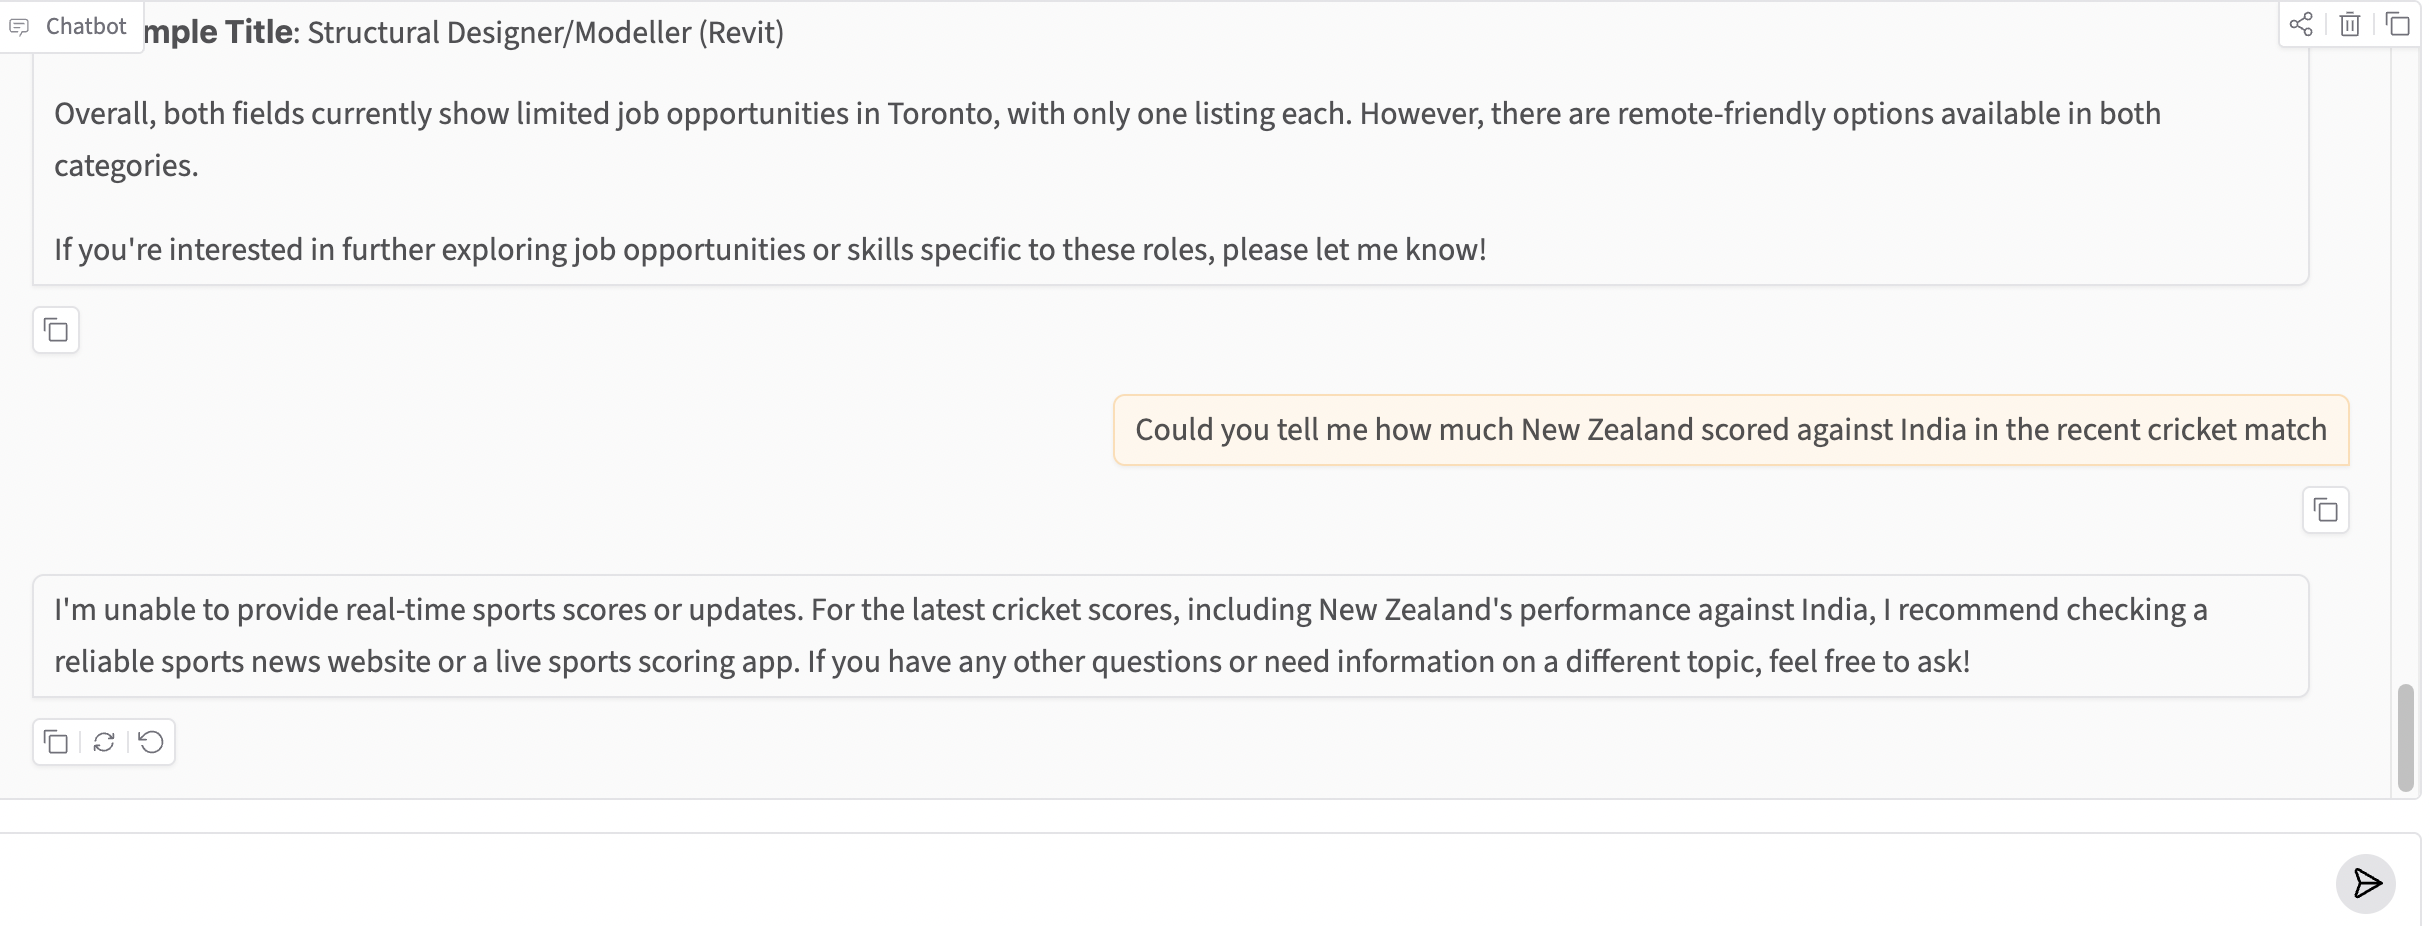 Chatbot
mple Title: Structural Designer/Modeller (Revit)
Overall, both fields currently show limited job opportunities in Toronto, with only one listing each. However, there are remote-friendly options available in both
categories.
If you're interested in further exploring job opportunities or skills specific to these roles, please let me know!
Could you tell me how much New Zealand scored against India in the recent cricket match
I'm unable to provide real-time sports scores or updates. For the latest cricket scores, including New Zealand's performance against India, I recommend checking a
reliable sports news website or a live sports scoring app. If you have any other questions or need information on a different topic, feel free to ask!